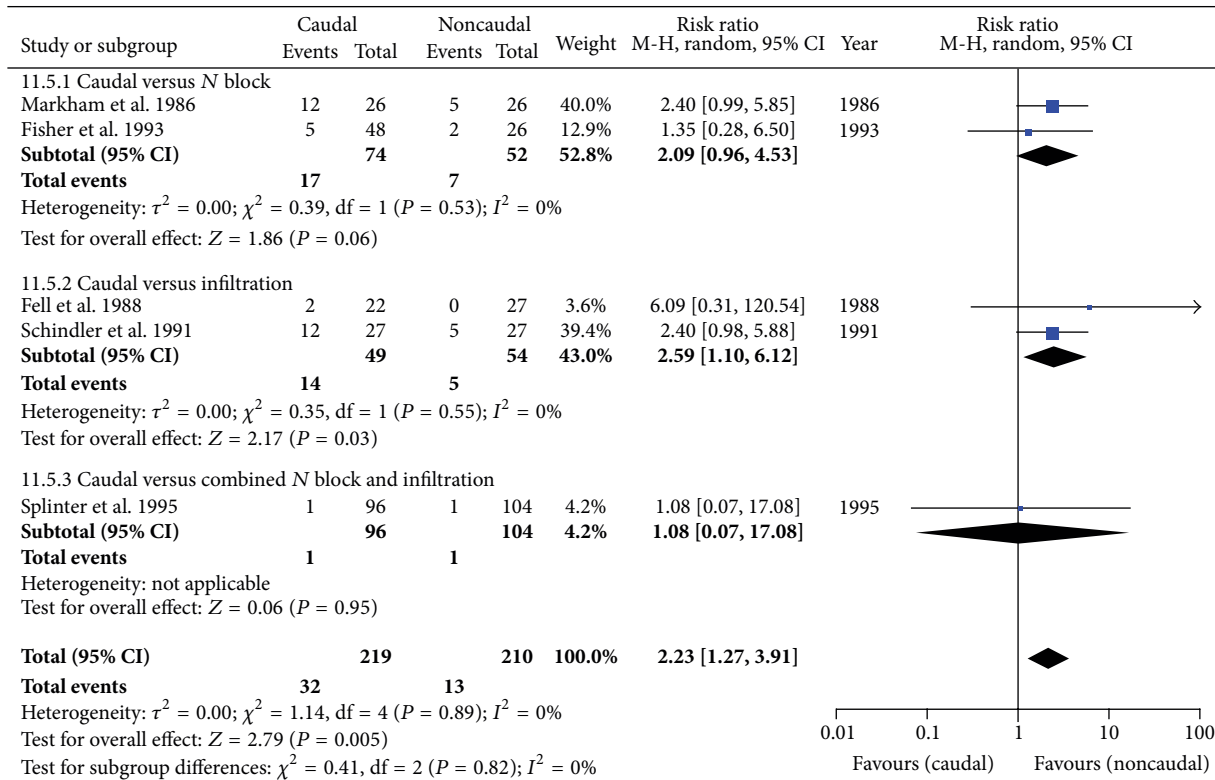 Caudal Noncaudal Risk ratio Risk ratio
Study or subgroup Events Total Events Total Weight M-H, random, 95% CI Year M-H, random, 95% CI
11.5.1 Caudal versus N block
Markham et al. 1986 12 26 5 26 40.0% 2.40 [0.99, 5.85] 1986
Fisher et al. 1993 5 48 2 26 12.9% 1.35 [0.28, 6.50] 1993
Subtotal (95% CI) 74 52 52.8% 2.09 [0.96, 4.53]
Total events 17 7
Heterogeneity: τ² = 0.00; χ² = 0.39, df = 1 (P = 0.53); I² = 0%
Test for overall effect: Z = 1.86 (P = 0.06)
11.5.2 Caudal versus infiltration
Fell et al. 1988 2 22 0 27 3.6% 6.09 [0.31, 120.54] 1988
Schindler et al. 1991 12 27 5 27 39.4% 2.40 [0.98, 5.88] 1991
Subtotal (95% CI) 49 54 43.0% 2.59 [1.10, 6.12]
Total events 14 5
Heterogeneity: τ² = 0.00; χ² = 0.35, df = 1 (P = 0.55); I² = 0%
Test for overall effect: Z = 2.17 (P = 0.03)
11.5.3 Caudal versus combined N block and infiltration
Splinter et al. 1995 1 96 1 104 4.2% 1.08 [0.07, 17.08] 1995
Subtotal (95% CI) 96 104 4.2% 1.08 [0.07, 17.08]
Total events 1 1
Heterogeneity: not applicable
Test for overall effect: Z = 0.06 (P = 0.95)
Total (95% CI) 219 210 100.0% 2.23 [1.27, 3.91]
Total events 32 13
Heterogeneity: τ² = 0.00; χ² = 1.14, df = 4 (P = 0.89); I² = 0%
Test for overall effect: Z = 2.79 (P = 0.005)
Test for subgroup differences: χ² = 0.41, df = 2 (P = 0.82); I² = 0%
0.01 0.1 1 10 100
Favours (caudal) Favours (noncaudal)